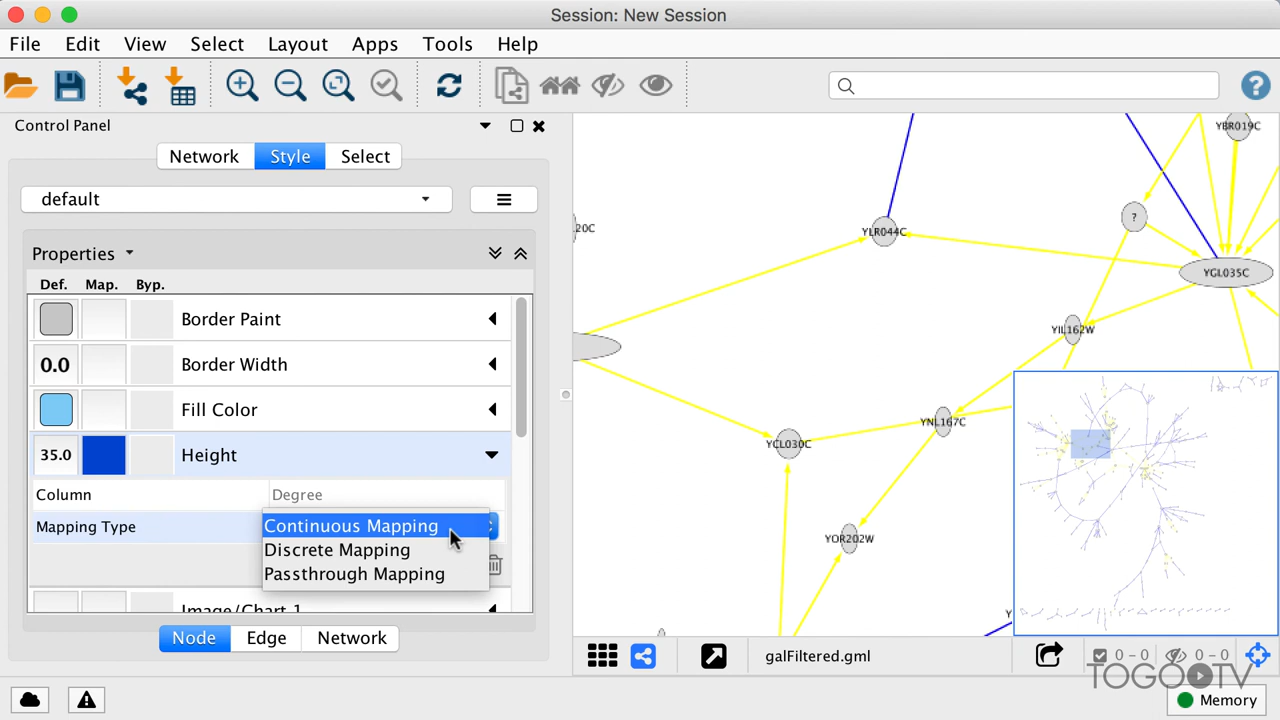 Session: New Session
File Edit View Select Layout Apps Tools Help
Control Panel
Network Style Select
default
Properties
Def. Map. Byp.
Border Paint
0.0 Border Width
Fill Color
35.0 Height
Column Degree
Mapping Type Continuous Mapping
Discrete Mapping
Passthrough Mapping
Image/Chart 1
Node Edge Network
YBR019C
20C
YLR044C
?
YGL035C
YIL162W
YNL167C
YCL030C
YOR202W
Y
galFiltered.gml
0 - 0 0 - 0
TOGOTV
Memory